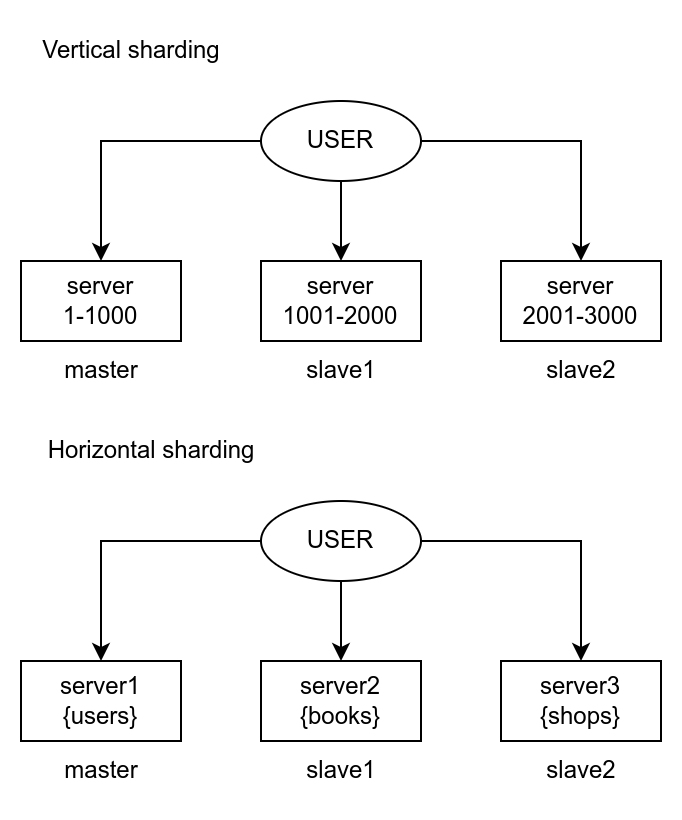 Vertical sharding
USER
server
1-1000
server
1001-2000
server
2001-3000
master
slave1
slave2
Horizontal sharding
USER
server1
{users}
server2
{books}
server3
{shops}
master
slave1
slave2